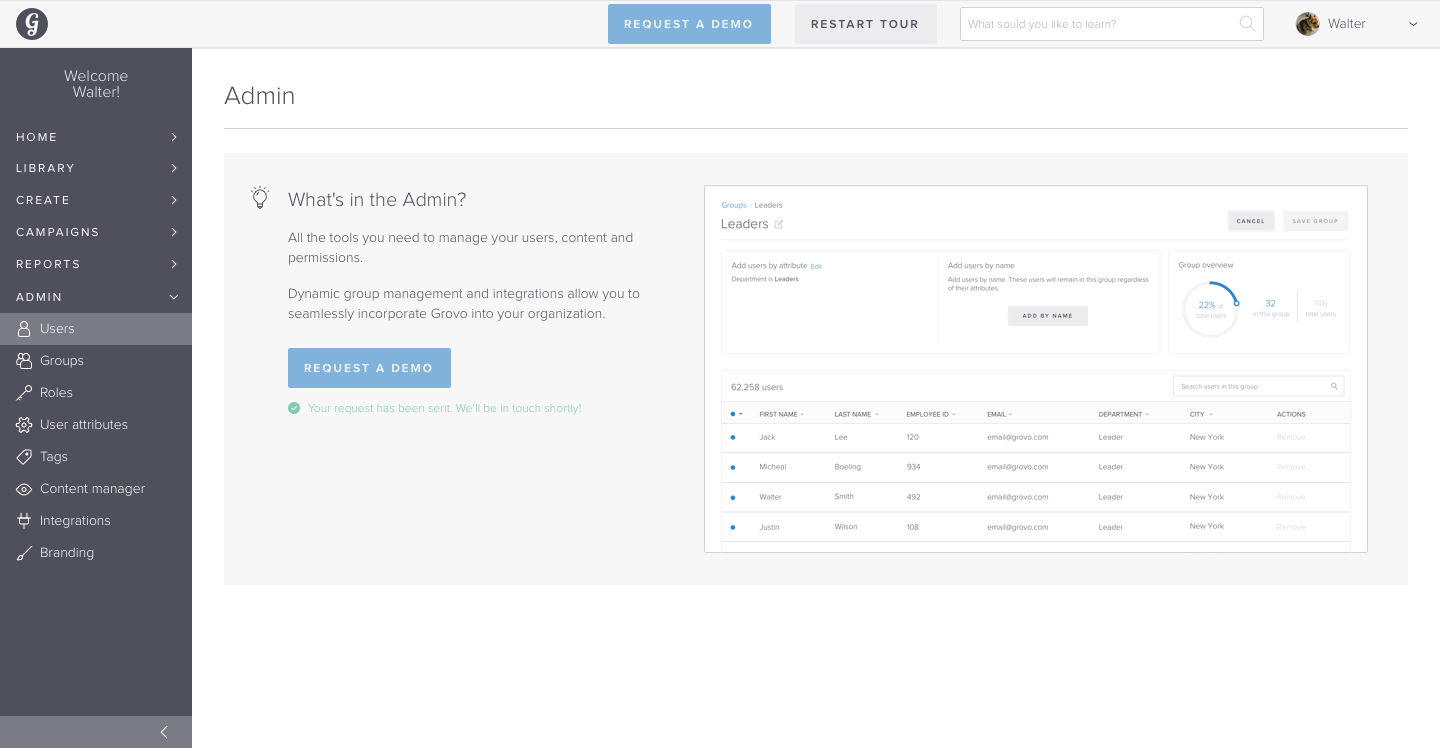 G
REQUEST A DEMO
RESTART TOUR
What sould you like to learn?
Walter
Welcome
Walter!
HOME
LIBRARY
CREATE
CAMPAIGNS
REPORTS
ADMIN
Users
Groups
Roles
User attributes
Tags
Content manager
Integrations
Branding
Admin
What's in the Admin?
All the tools you need to manage your users, content and
permissions.
Dynamic group management and integrations allow you to
seamlessly incorporate Grovo into your organization.
REQUEST A DEMO
Your request has been sent. We'll be in touch shortly!
Groups > Leaders
Leaders
CANCEL
SAVE GROUP
Add users by attribute Edit
Department is Leaders
Add users by name
Add users by name. These users will remain in this group regardless
of their attributes.
ADD BY NAME
Group overview
22% of
total users
32
in this group
146
total users
62,258 users
Search users in this group
FIRST NAME LAST NAME EMPLOYEE ID EMAIL DEPARTMENT CITY ACTIONS
Jack Lee 120 email@grovo.com Leader New York Remove
Micheal Boeling 934 email@grovo.com Leader New York Remove
Walter Smith 492 email@grovo.com Leader New York Remove
Justin Wilson 108 email@grovo.com Leader New York Remove